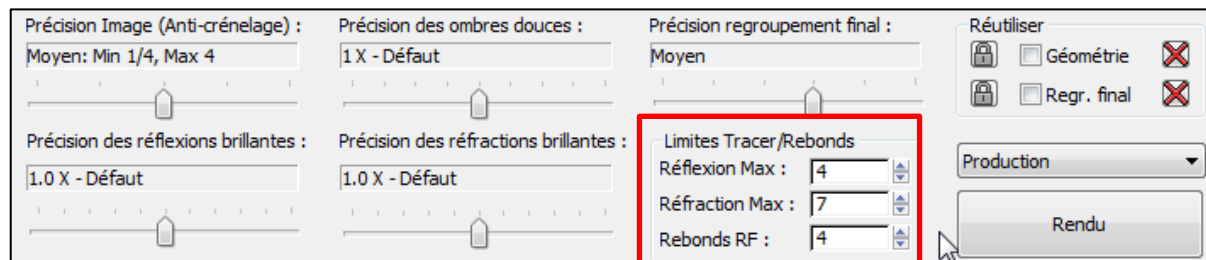 Précision Image (Anti-crénelage) :
Moyen: Min 1/4, Max 4
Précision des ombres douces :
1 X - Défaut
Précision regroupement final :
Moyen
Réutiliser
Géométrie
Regr. final
Précision des réflexions brillantes :
1.0 X - Défaut
Précision des réfractions brillantes :
1.0 X - Défaut
Limites Tracer/Rebonds
Réflexion Max : 4
Réfraction Max : 7
Rebonds RF : 4
Production
Rendu